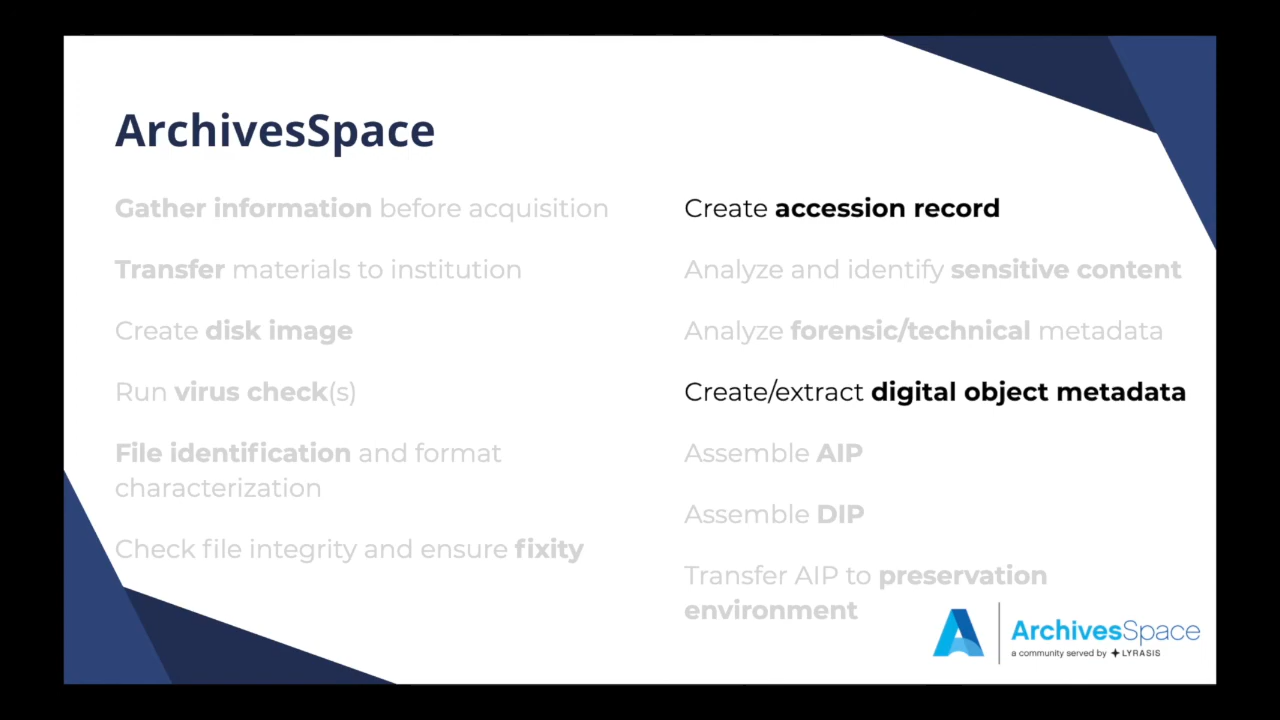 ArchivesSpace
Gather information before acquisition
Transfer materials to institution
Create disk image
Run virus check(s)
File identification and format
characterization
Check file integrity and ensure fixity
Create accession record
Analyze and identify sensitive content
Analyze forensic/technical metadata
Create/extract digital object metadata
Assemble AIP
Assemble DIP
Transfer AIP to preservation
environment
ArchivesSpace
a community served by LYRASIS